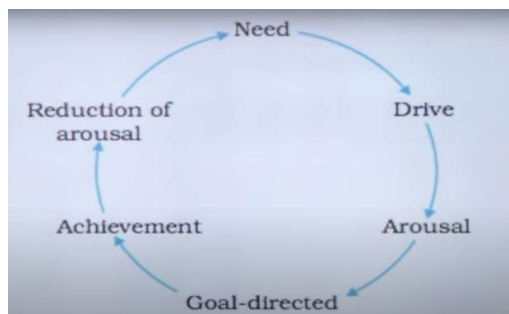 Need
Drive
Arousal
Goal-directed
Achievement
Reduction of
arousal